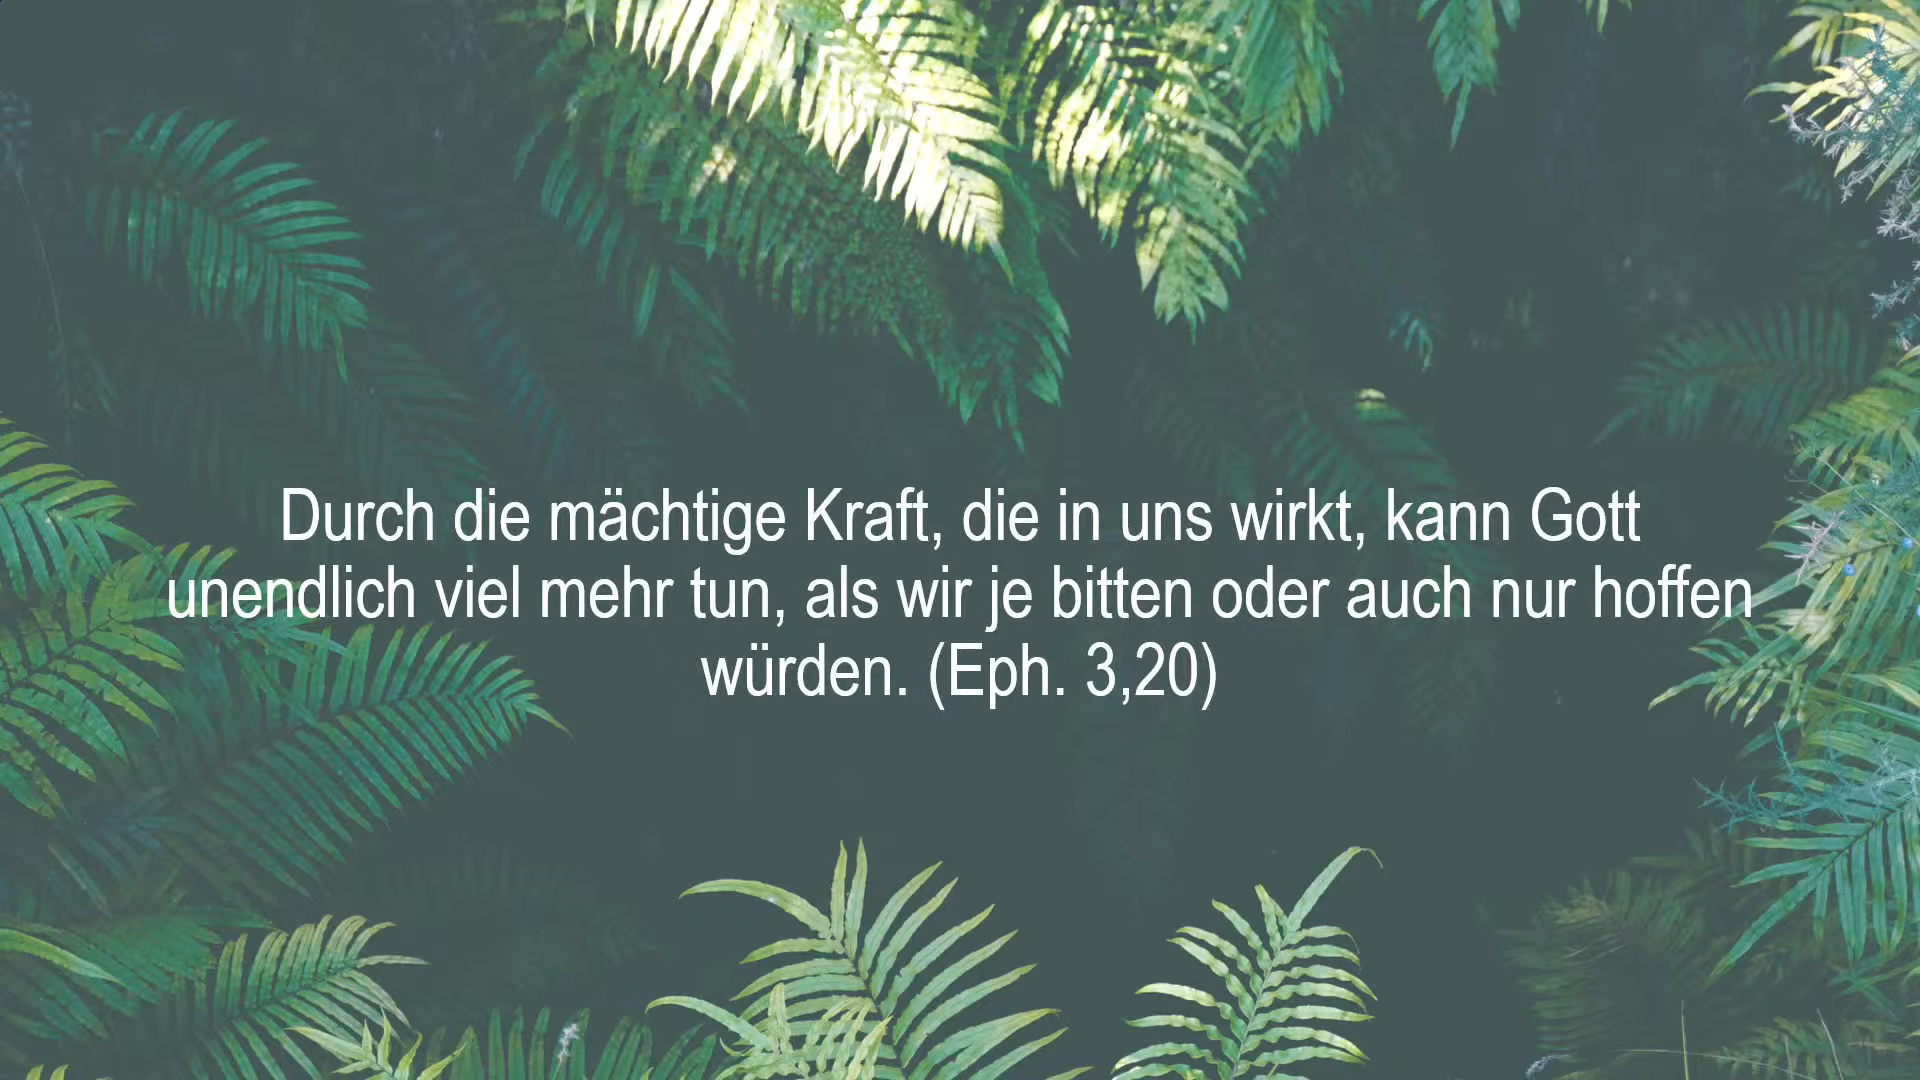 Durch die mächtige Kraft, die in uns wirkt, kann Gott
unendlich viel mehr tun, als wir je bitten oder auch nur hoffen
würden. (Eph. 3,20)